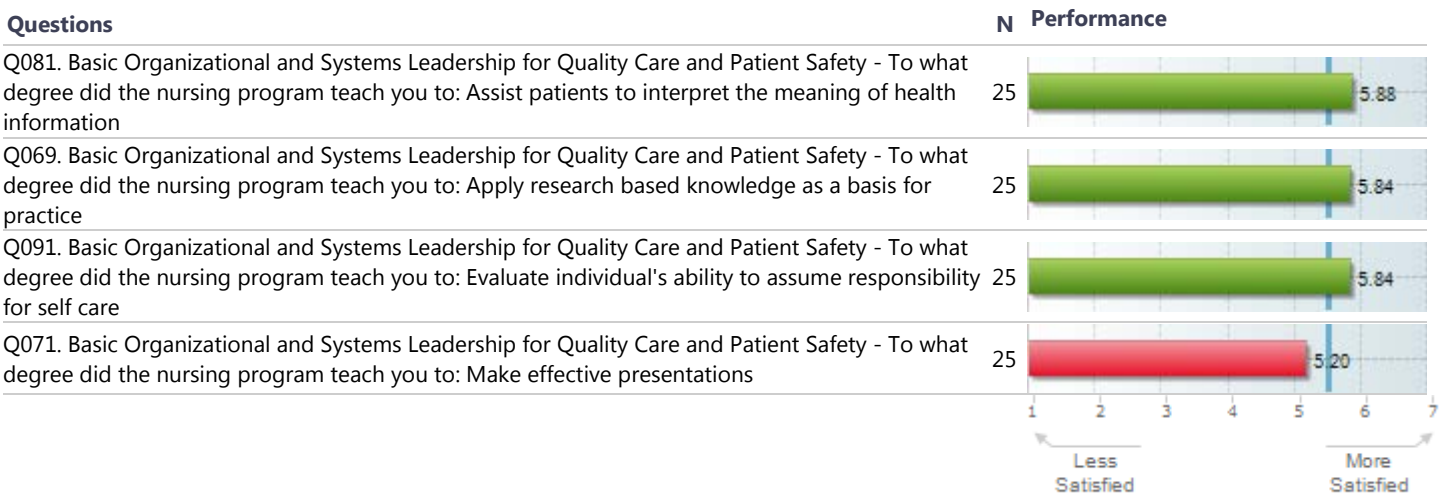 Questions N Performance
Q081. Basic Organizational and Systems Leadership for Quality Care and Patient Safety - To what
degree did the nursing program teach you to: Assist patients to interpret the meaning of health
information
25
5.88
Q069. Basic Organizational and Systems Leadership for Quality Care and Patient Safety - To what
degree did the nursing program teach you to: Apply research based knowledge as a basis for
practice
25
5.84
Q091. Basic Organizational and Systems Leadership for Quality Care and Patient Safety - To what
degree did the nursing program teach you to: Evaluate individual's ability to assume responsibility
for self care
25
5.84
Q071. Basic Organizational and Systems Leadership for Quality Care and Patient Safety - To what
degree did the nursing program teach you to: Make effective presentations
25
5.20
1 2 3 4 5 6 7
Less
Satisfied
More
Satisfied